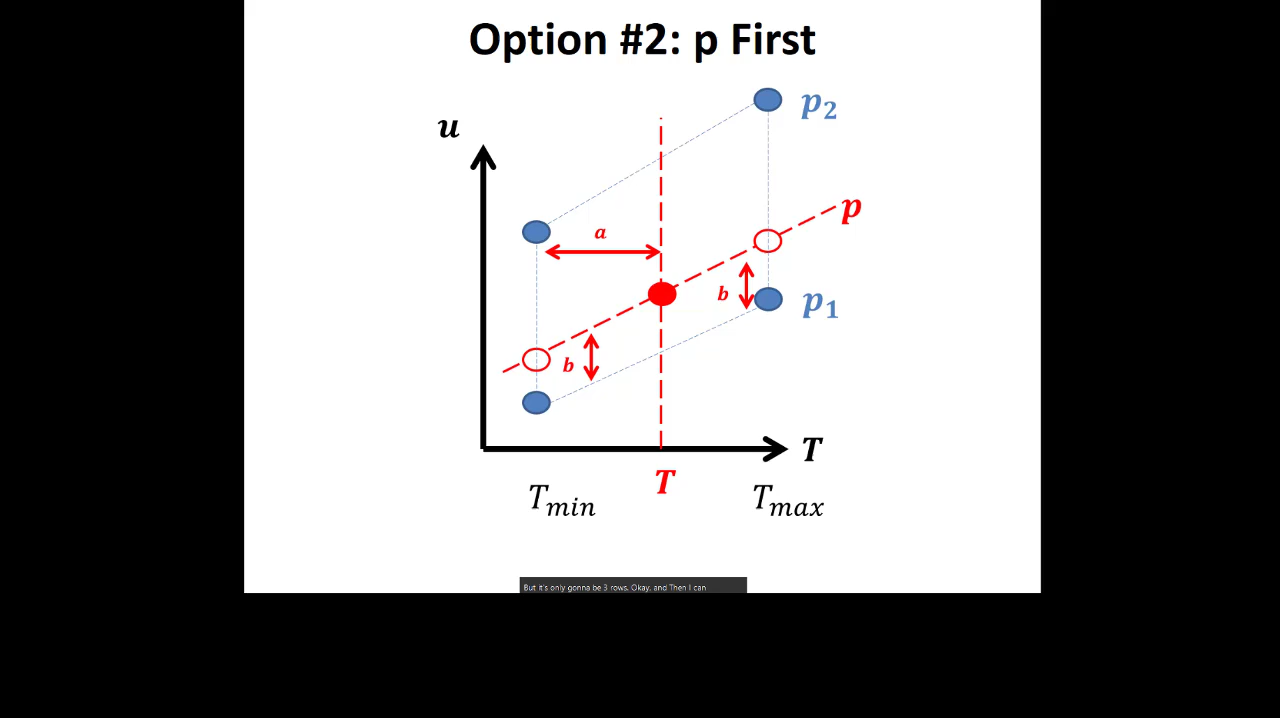 Option #2: p First
p₂
u
p
a
b
p₁
b
T
T
Tmin
Tmax
But it's only gonna be 3 rows. Okay, and Then I can